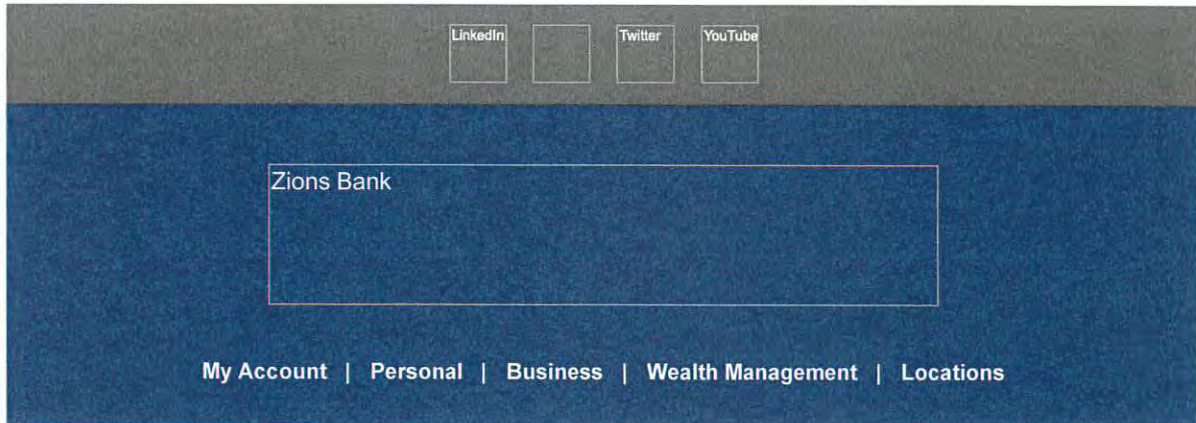 LinkedIn Twitter YouTube
Zions Bank
My Account | Personal | Business | Wealth Management | Locations